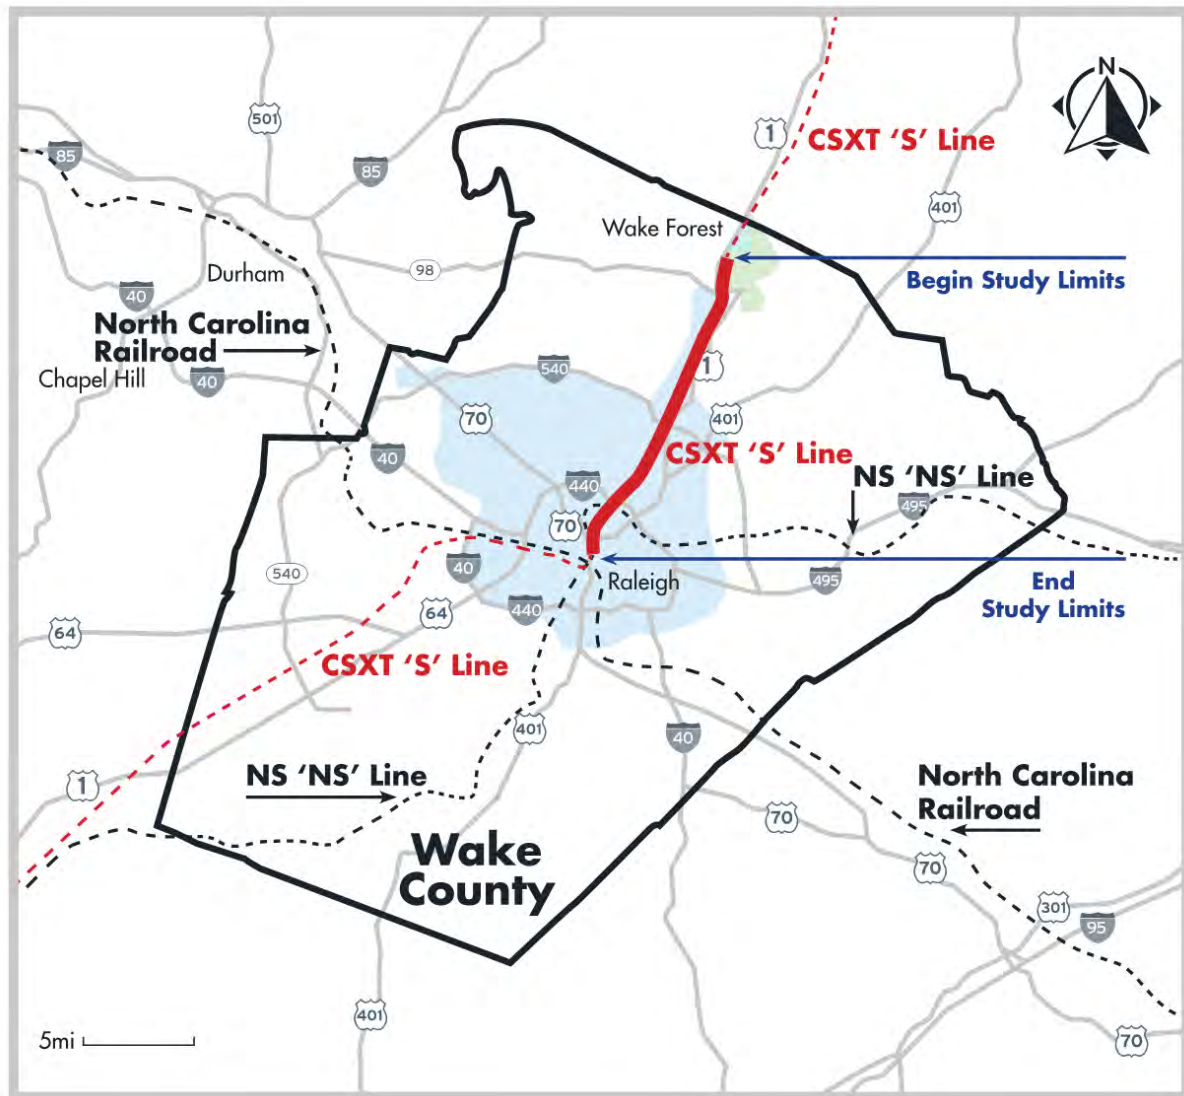 N
501
1
85
CSXT 'S' Line
85
401
Wake Forest
98
Durham
Begin Study Limits
40
North Carolina
Railroad
1
540
Chapel Hill
40
70
401
40
CSXT 'S' Line
NS 'NS' Line
440
495
70
40
540
Raleigh
495
End
Study Limits
440
64
64
CSXT 'S' Line
401
40
NS 'NS' Line
North Carolina
Railroad
1
70
Wake
County
70
301
95
401
5mi
70